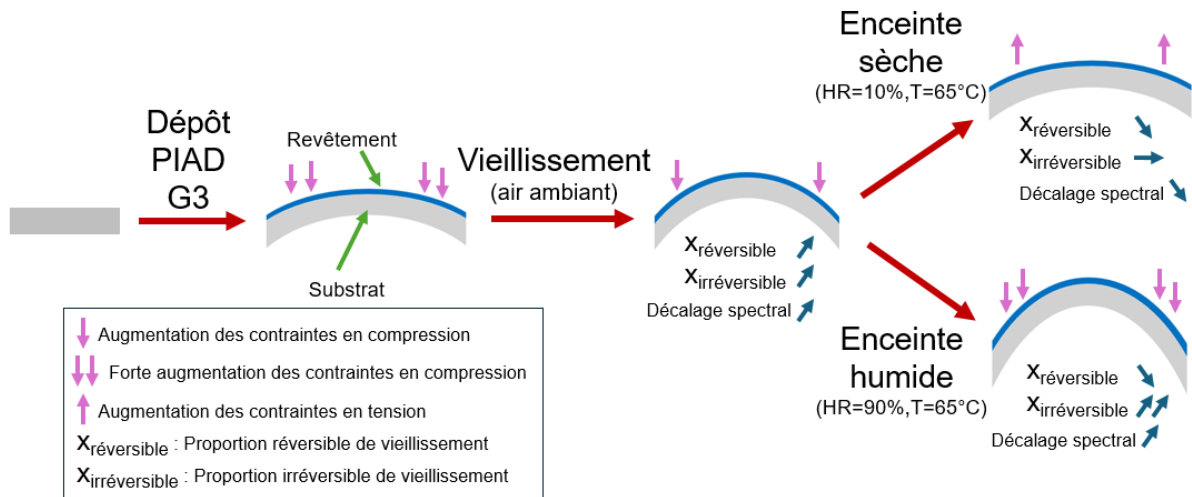 Dépôt
PIAD
G3
Revêtement
Substrat
Vieillissement
(air ambiant)
Xréversible
Xirréversible
Décalage spectral
Enceinte
sèche
(HR=10%,T=65°C)
Xréversible
Xirréversible
Décalage spectral
Enceinte
humide
(HR=90%,T=65°C)
Xréversible
Xirréversible
Décalage spectral
Augmentation des contraintes en compression
Forte augmentation des contraintes en compression
Augmentation des contraintes en tension
Xréversible : Proportion réversible de vieillissement
Xirréversible : Proportion irréversible de vieillissement